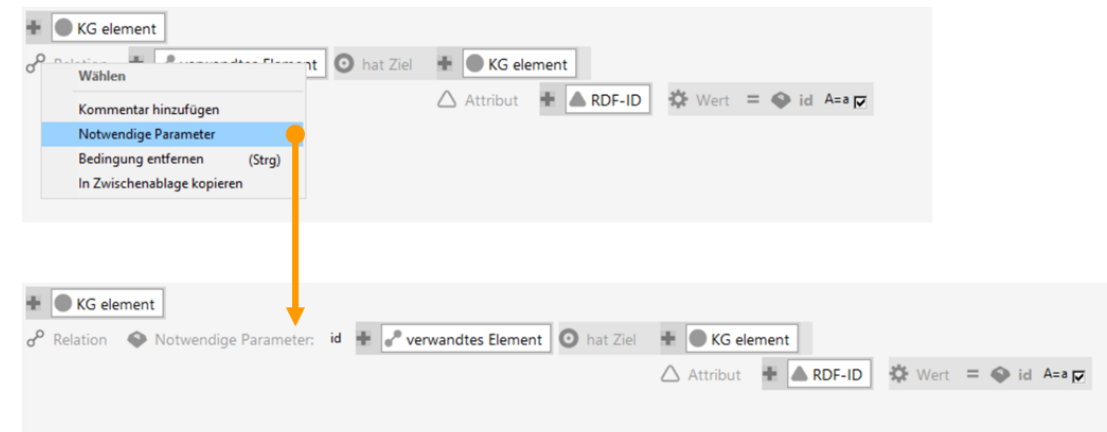 KG element
Relation verwandtes Element hat Ziel KG element
Wählen
Attribut RDF-ID Wert = id A=a
Kommentar hinzufügen
Notwendige Parameter
Bedingung entfernen (Strg)
In Zwischenablage kopieren
KG element
Relation Notwendige Parameter: id verwandtes Element hat Ziel KG element
Attribut RDF-ID Wert = id A=a